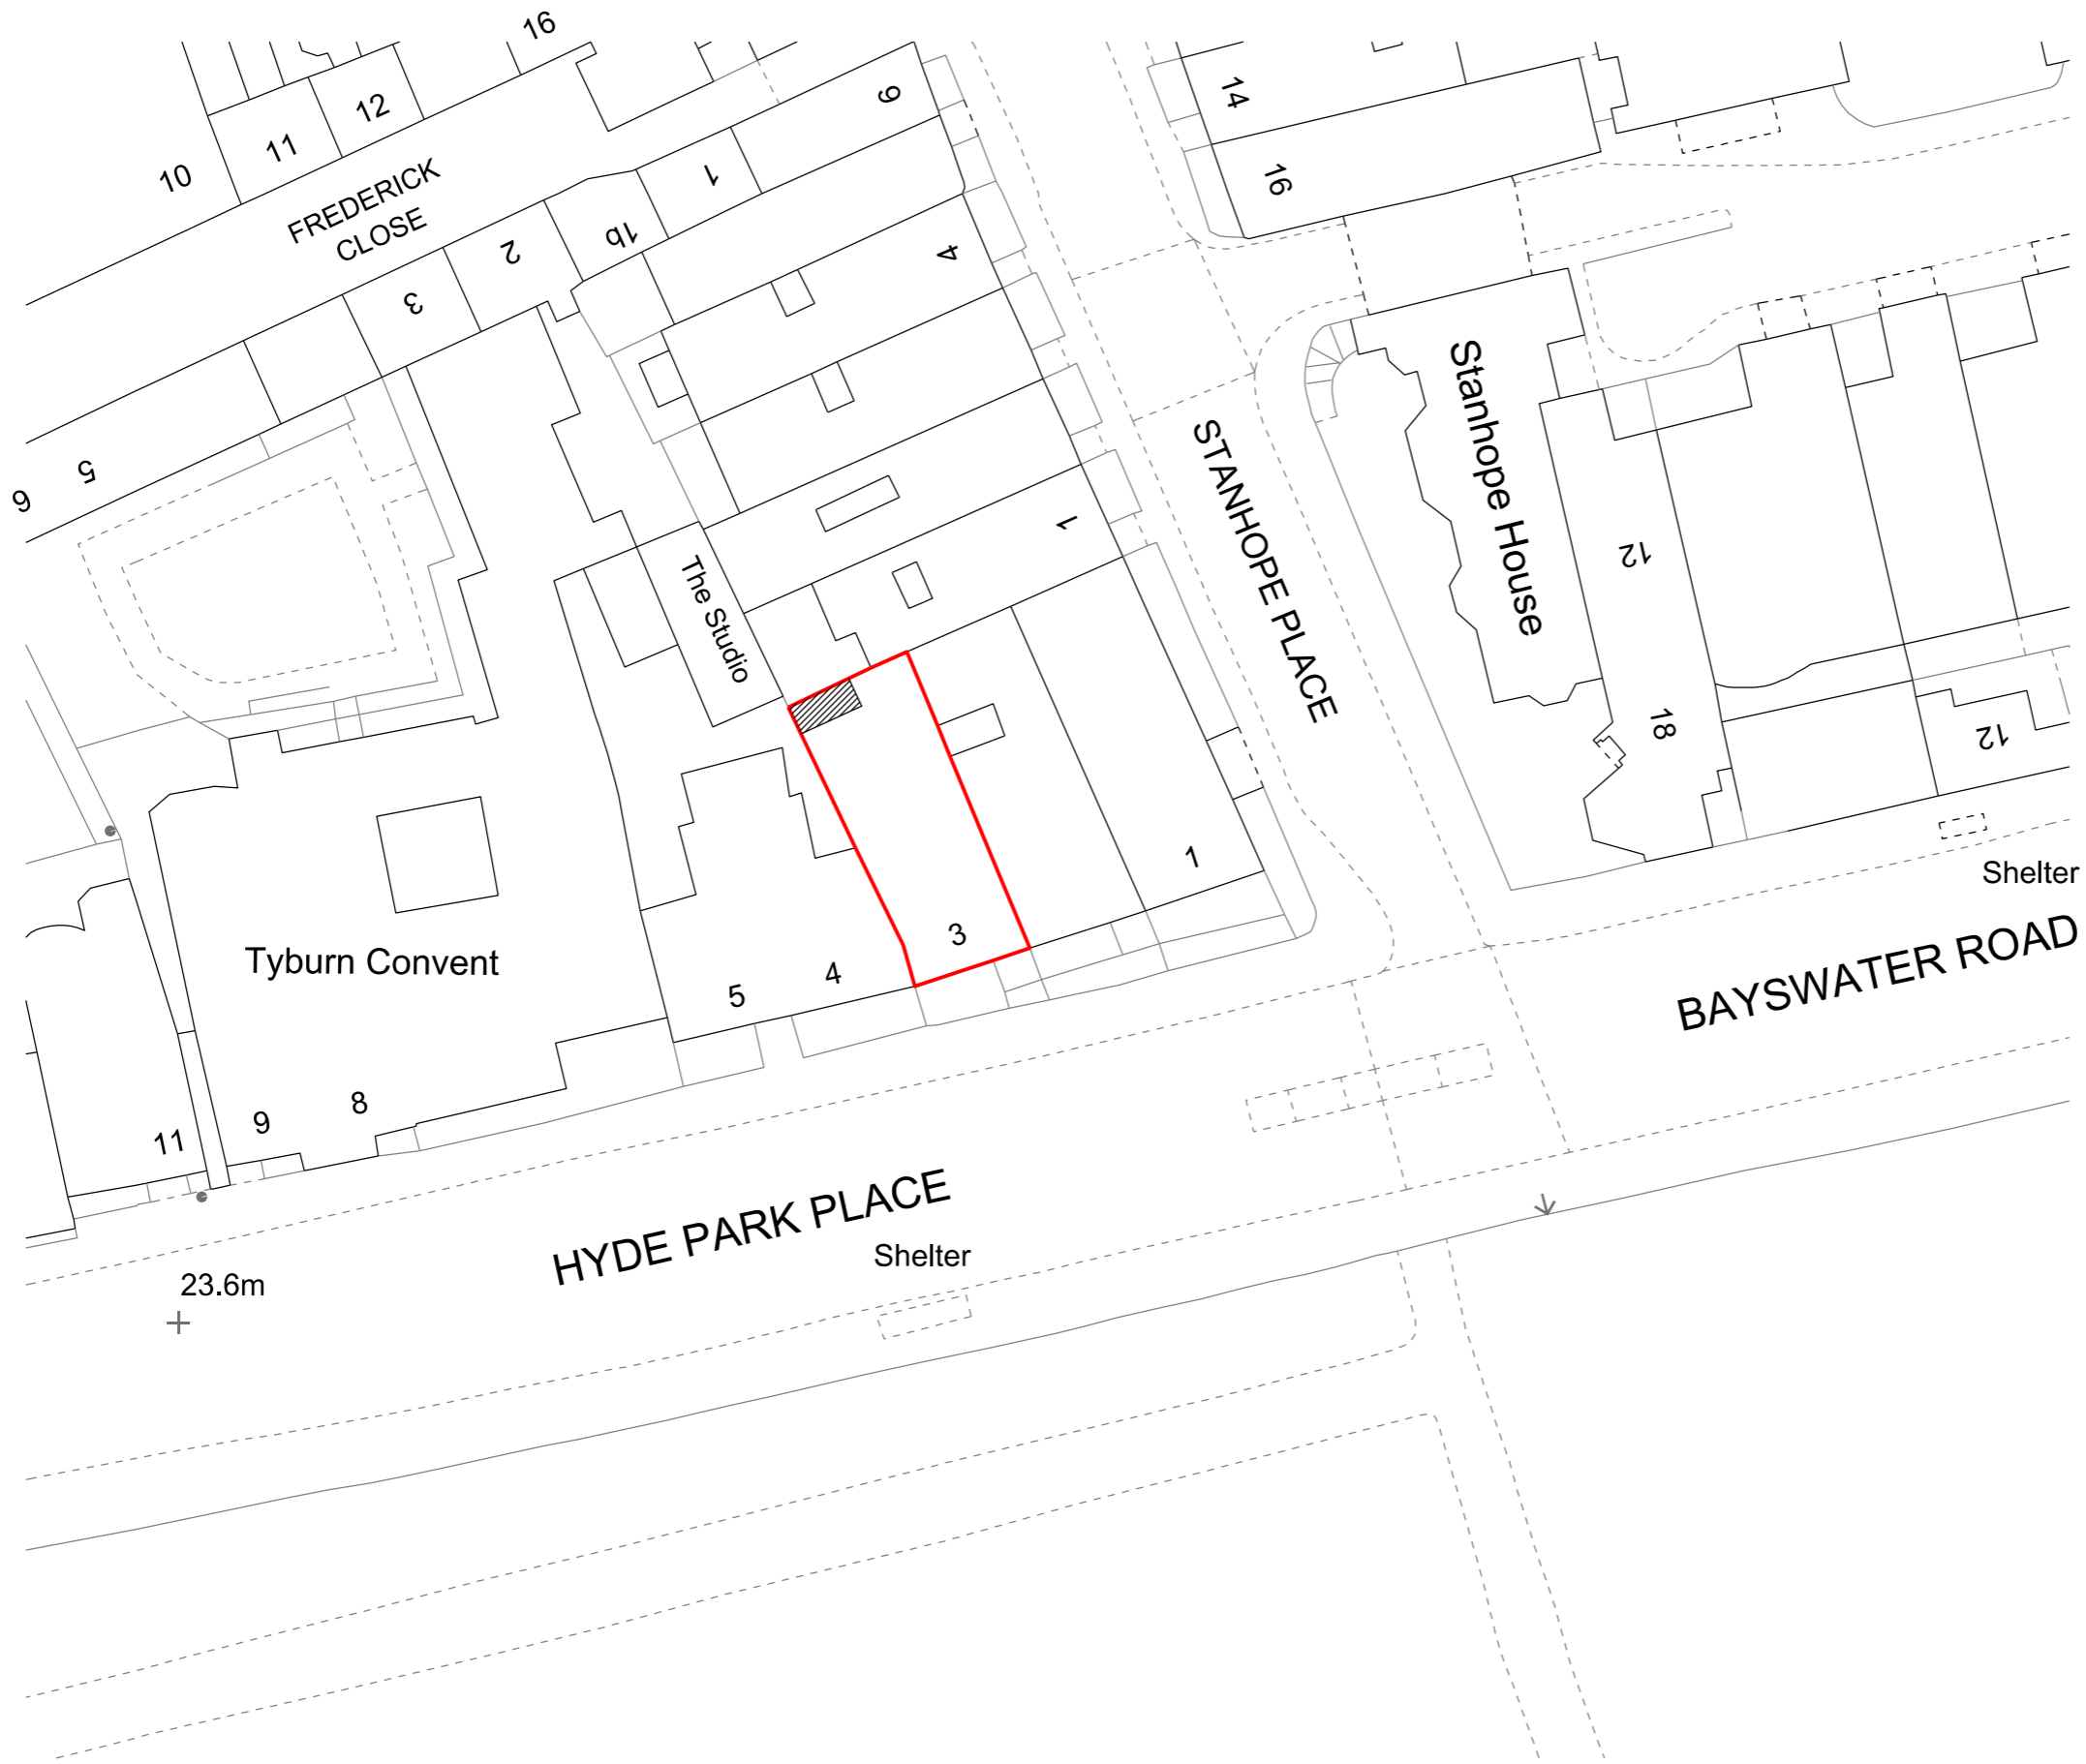 16
12
11
10
FREDERICK
CLOSE
9
14
16
1
1b
2
3
4
5
6
STANHOPE PLACE
Stanhope House
12
1
The Studio
18
12
1
Shelter
3
4
5
Tyburn Convent
BAYSWATER ROAD
8
9
11
HYDE PARK PLACE
Shelter
23.6m